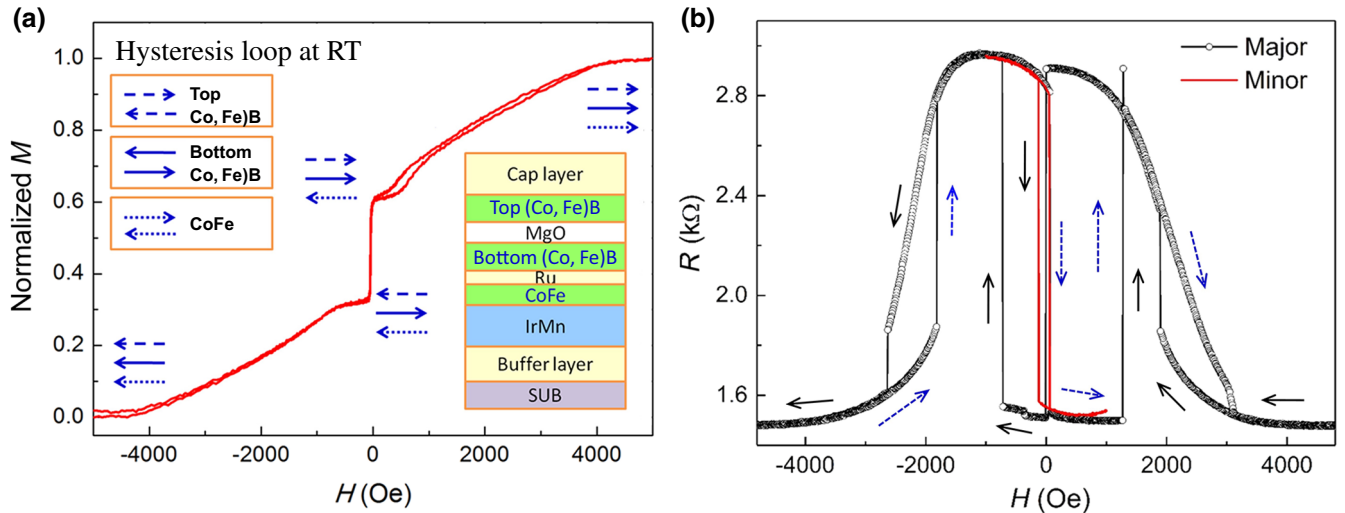 (a)
Hysteresis loop at RT
Top
Co, Fe)B
Bottom
Co, Fe)B
CoFe
Cap layer
Top (Co, Fe)B
MgO
Bottom (Co, Fe)B
Ru
CoFe
IrMn
Buffer layer
SUB
Normalized M
1.0
0.8
0.6
0.4
0.2
0.0
-4000
-2000
0
2000
4000
H (Oe)
(b)
Major
Minor
R (kΩ)
2.8
2.4
2.0
1.6
-4000
-2000
0
2000
4000
H (Oe)